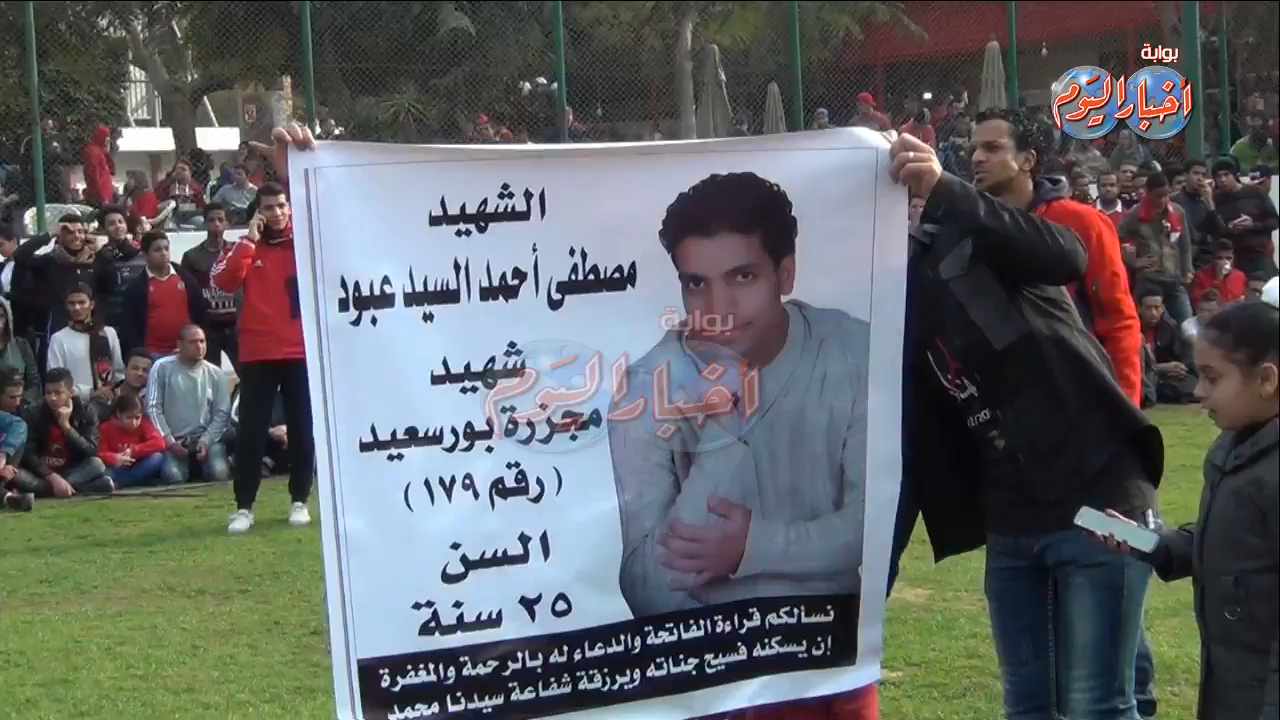 بوابة
أخبار اليوم
الشهيد
مصطفى أحمد السيد عبود
شهيد
مجزرة بورسعيد
(رقم ١٧٩)
السن
٢٥ سنة
بوابة
أخبار اليوم
نسألكم قراءة الفاتحة والدعاء له بالرحمة والمغفرة
إن يسكنه فسيح جناته ويرزقة شفاعة سيدنا محمد